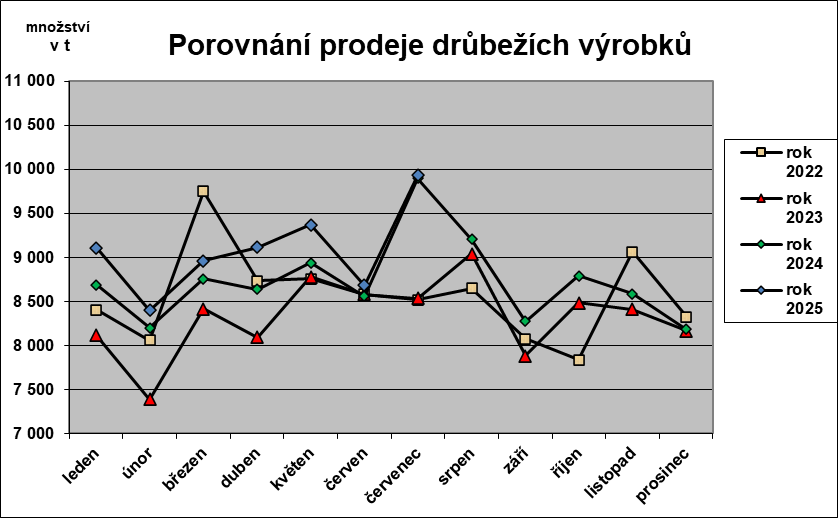 množství
v t
Porovnání prodeje drůbežích výrobků
11 000
10 500
10 000
9 500
9 000
8 500
8 000
7 500
7 000
leden
únor
březen
duben
květen
červen
červenec
srpen
září
říjen
listopad
prosinec
rok
2022
rok
2023
rok
2024
rok
2025